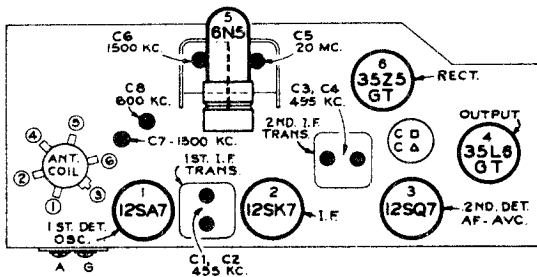 C6
1500 KC.
5
6N5
C5
20 MC.
6
35Z5
GT
RECT.
C8
600 KC.
C3, C4
455 KC.
2ND. I.F.
TRANS.
OUTPUT
4
35L6
GT
C □
C △
C7-1500 KC.
1ST. I.F.
TRANS.
ANT.
COIL
5
4
6
2
3
1
1
12SA7
2
12SK7
I.F.
3
12SQ7
2ND. DET.
AF-AVC.
1ST. DET.
OSC.
C1, C2
455 KC.
A G